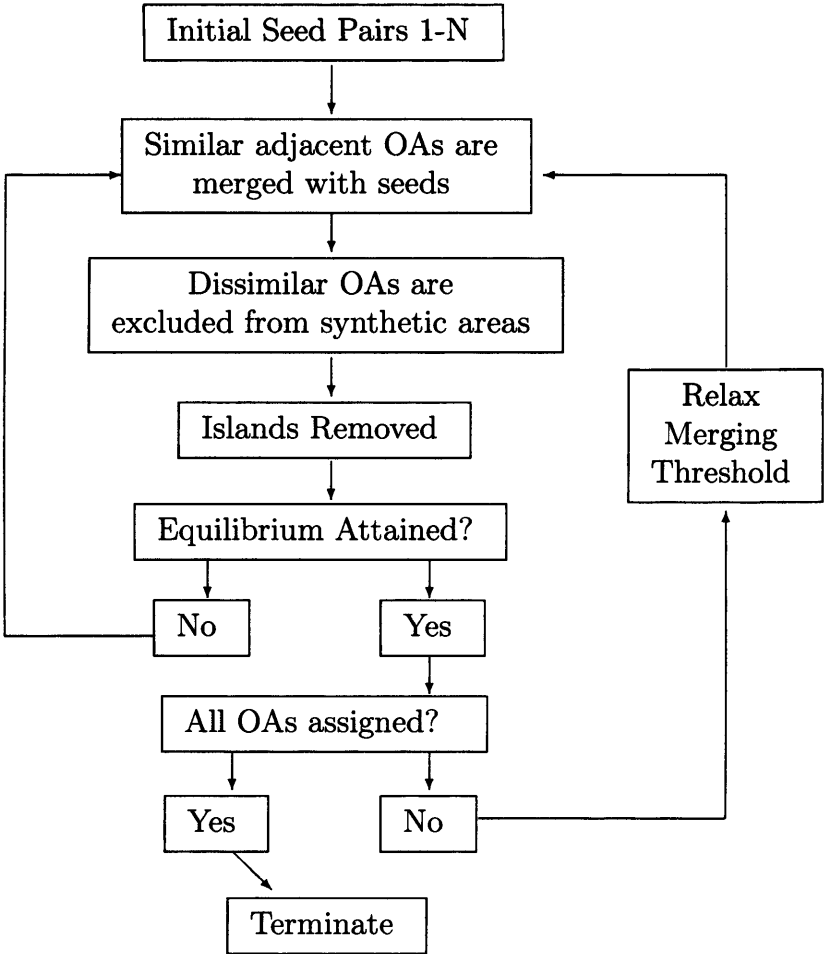 Initial Seed Pairs 1-N
Similar adjacent OAs are
merged with seeds
Dissimilar OAs are
excluded from synthetic areas
Islands Removed
Relax
Merging
Threshold
Equilibrium Attained?
No
Yes
All OAs assigned?
Yes
No
Terminate